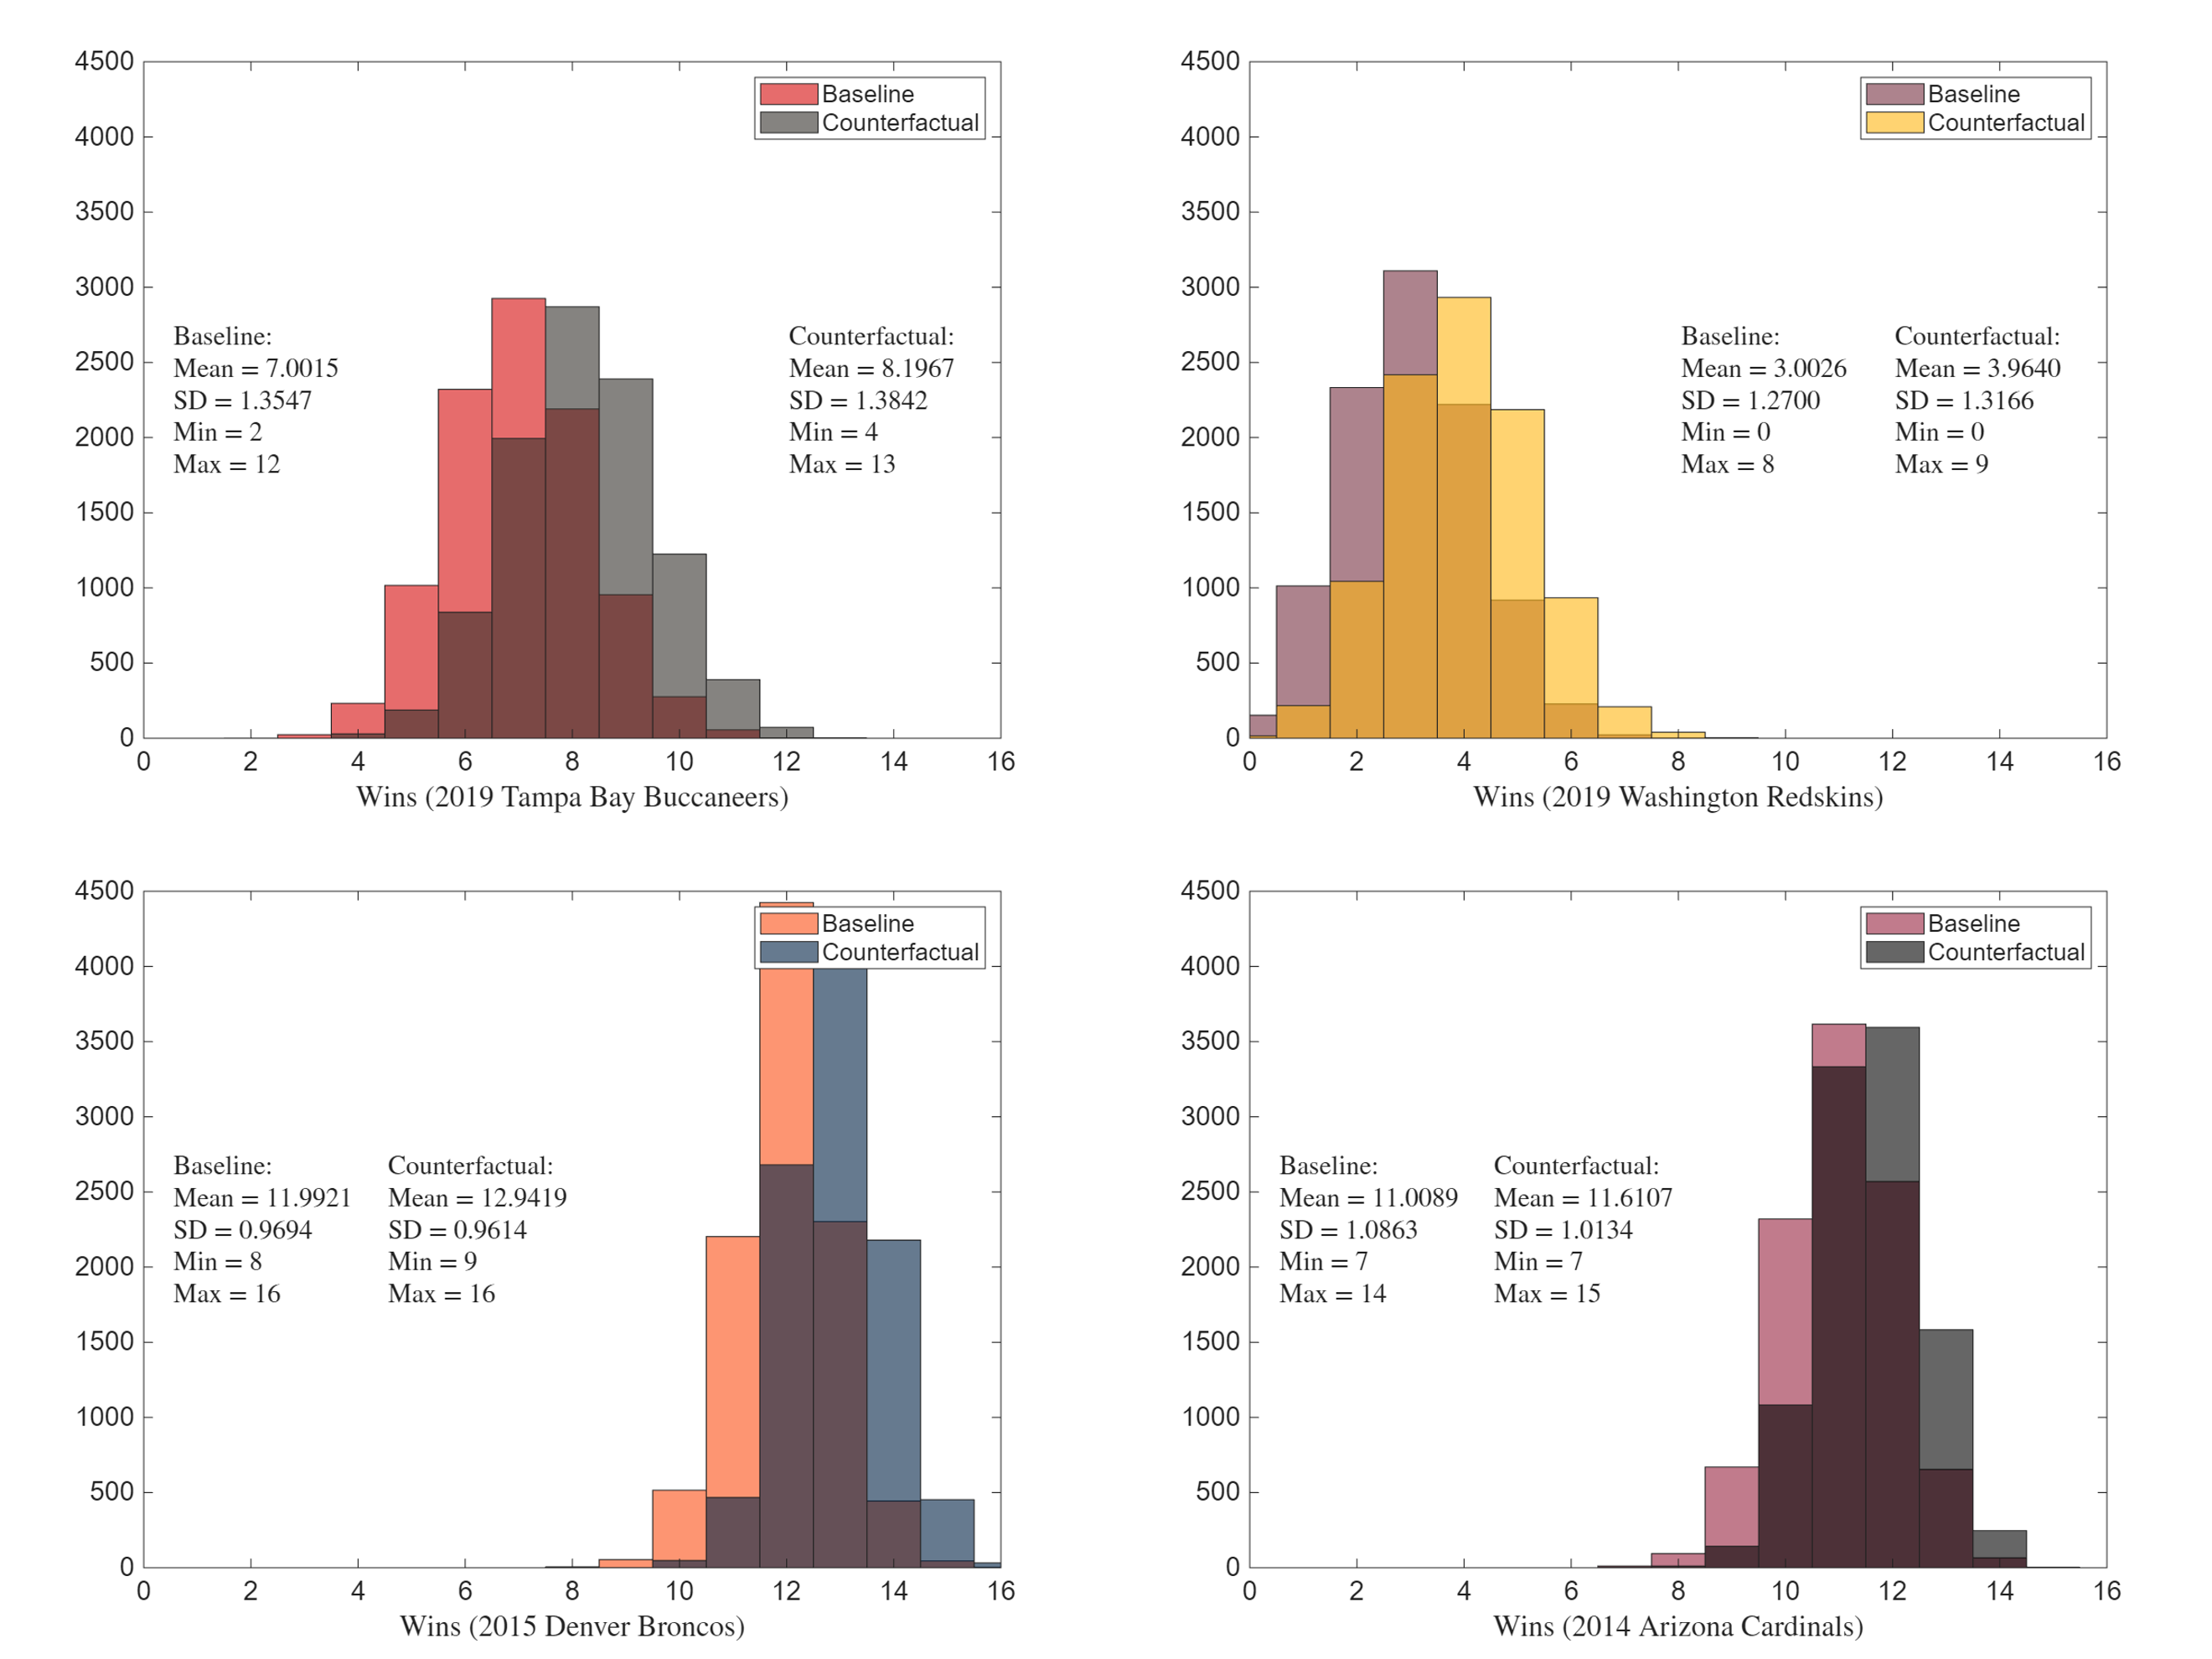 4500
4000
3500
3000
2500
2000
1500
1000
500
0
0 2 4 6 8 10 12 14 16
Baseline
Counterfactual
Baseline:
Mean = 7.0015
SD = 1.3547
Min = 2
Max = 12
Counterfactual:
Mean = 8.1967
SD = 1.3842
Min = 4
Max = 13
Wins (2019 Tampa Bay Buccaneers)
4500
4000
3500
3000
2500
2000
1500
1000
500
0
0 2 4 6 8 10 12 14 16
Baseline
Counterfactual
Baseline:
Mean = 3.0026
SD = 1.2700
Min = 0
Max = 8
Counterfactual:
Mean = 3.9640
SD = 1.3166
Min = 0
Max = 9
Wins (2019 Washington Redskins)
4500
4000
3500
3000
2500
2000
1500
1000
500
0
0 2 4 6 8 10 12 14 16
Baseline
Counterfactual
Baseline:
Mean = 11.9921
SD = 0.9694
Min = 8
Max = 16
Counterfactual:
Mean = 12.9419
SD = 0.9614
Min = 9
Max = 16
Wins (2015 Denver Broncos)
4500
4000
3500
3000
2500
2000
1500
1000
500
0
0 2 4 6 8 10 12 14 16
Baseline
Counterfactual
Baseline:
Mean = 11.0089
SD = 1.0863
Min = 7
Max = 14
Counterfactual:
Mean = 11.6107
SD = 1.0134
Min = 7
Max = 15
Wins (2014 Arizona Cardinals)